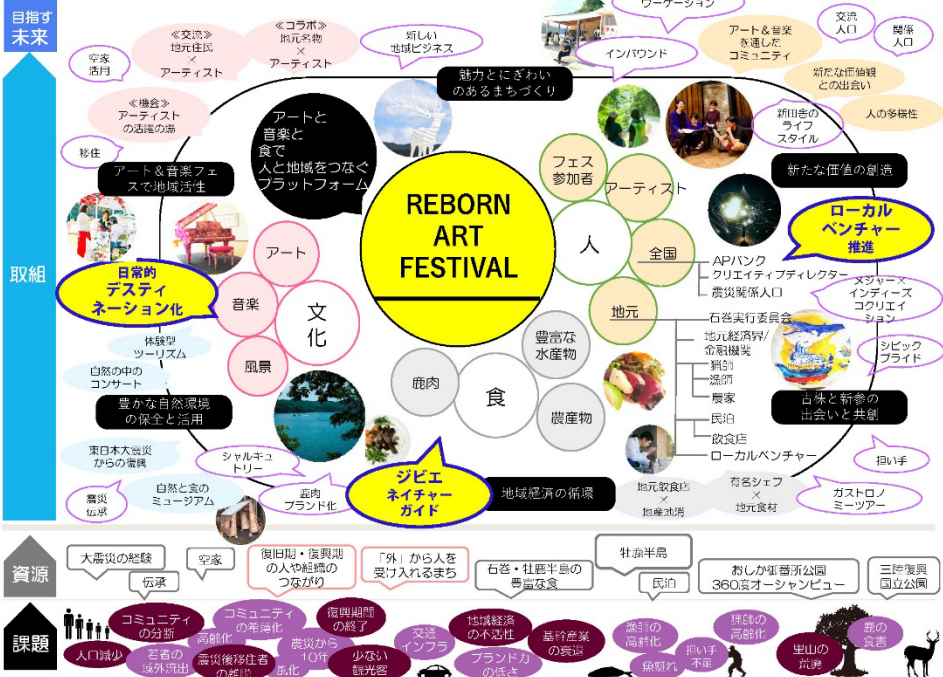 目指す
未来
取組
資源
課題
ワーケーション
≪交流≫
地元住民
×
アーティスト
≪コラボ≫
地元名物
×
アーティスト
新しい
地域ビジネス
インバウンド
アート&音楽
を通した
コミュニティ
交流
人口
関係
人口
空家
活用
魅力とにぎわい
のあるまちづくり
新たな価値観
との出会い
≪機会≫
アーティスト
の活躍の場
アートと
音楽と
食で
人と地域をつなぐ
プラットフォーム
新田舎の
ライフ
スタイル
人の多様性
移住
アート&音楽フェ
スで地域活性
フェス
参加者
アーティスト
新たな価値の創造
REBORN
ART
FESTIVAL
人
全国
地元
ローカル
ベンチャー
推進
APバンク
クリエイティブディレクター
震災関係人口
石巻実行委員会
地元経済界/
金融機関
猟師
漁師
農家
民泊
飲食店
ローカルベンチャー
メジャー×
インディーズ
コクリエイ
ション
シビック
プライド
古株と新参の
出会いと共創
日常的
デスティ
ネーション化
アート
音楽
風景
文化
体験型
ツーリズム
自然の中の
コンサート
豊かな自然環境
の保全と活用
豊富な
水産物
鹿肉
食
農産物
東日本大震災
からの復興
シャルキュ
トリー
震災
伝承
自然と食の
ミュージアム
鹿肉
ブランド化
ジビエ
ネイチャー
ガイド
地域経済の循環
地元飲食店
×
地産地消
有名シェフ
×
地元食材
担い手
ガストロノ
ミーツアー
大震災の経験
伝承
空家
復旧期・復興期
の人や組織の
つながり
「外」から人を
受け入れるまち
石巻・牡鹿半島の
豊富な食
牡鹿半島
民泊
おしか御番所公園
360度オーシャンビュー
三陸復興
国立公園
人口減少
コミュニティ
の分断
高齢化
若者の
域外流出
コミュニティ
の希薄化
震災後移住者
の離脱
震災から
10年
風化
復興期間
の終了
少ない
観光客
交通
インフラ
地域経済
の不活性
ブランド力
の低さ
基幹産業
の衰退
漁師の
高齢化
魚離れ
担い手
不足
猟師の
高齢化
里山の
荒廃
鹿の
食害